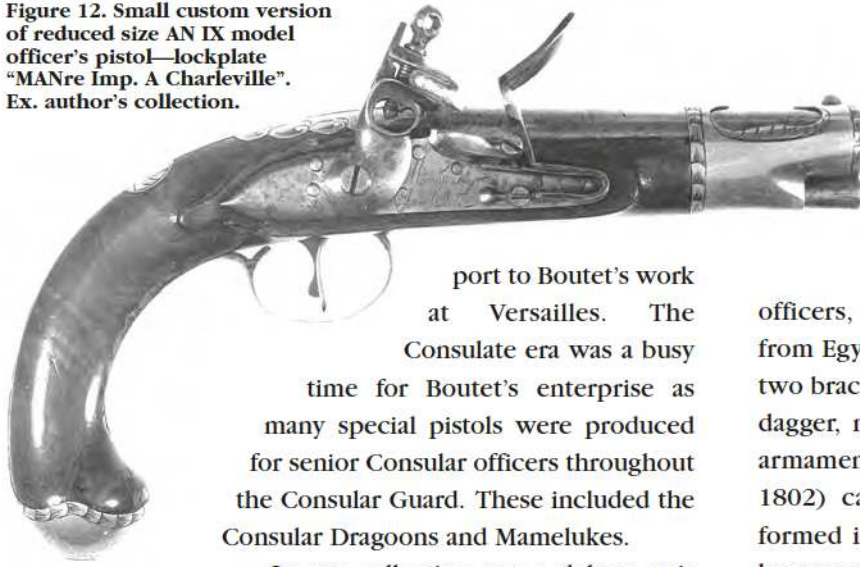 Figure 12. Small custom version
of reduced size AN IX model
officer's pistol—lockplate
“MANre Imp. A Charleville”.
Ex. author's collection.
port to Boutet's work
at Versailles. The
Consulate era was a busy
time for Boutet's enterprise as
many special pistols were produced
for senior Consular officers throughout
the Consular Guard. These included the
Consular Dragoons and Mamelukes.
officers,
from Egy
two brac
dagger, 
armamen
1802) ca
formed i